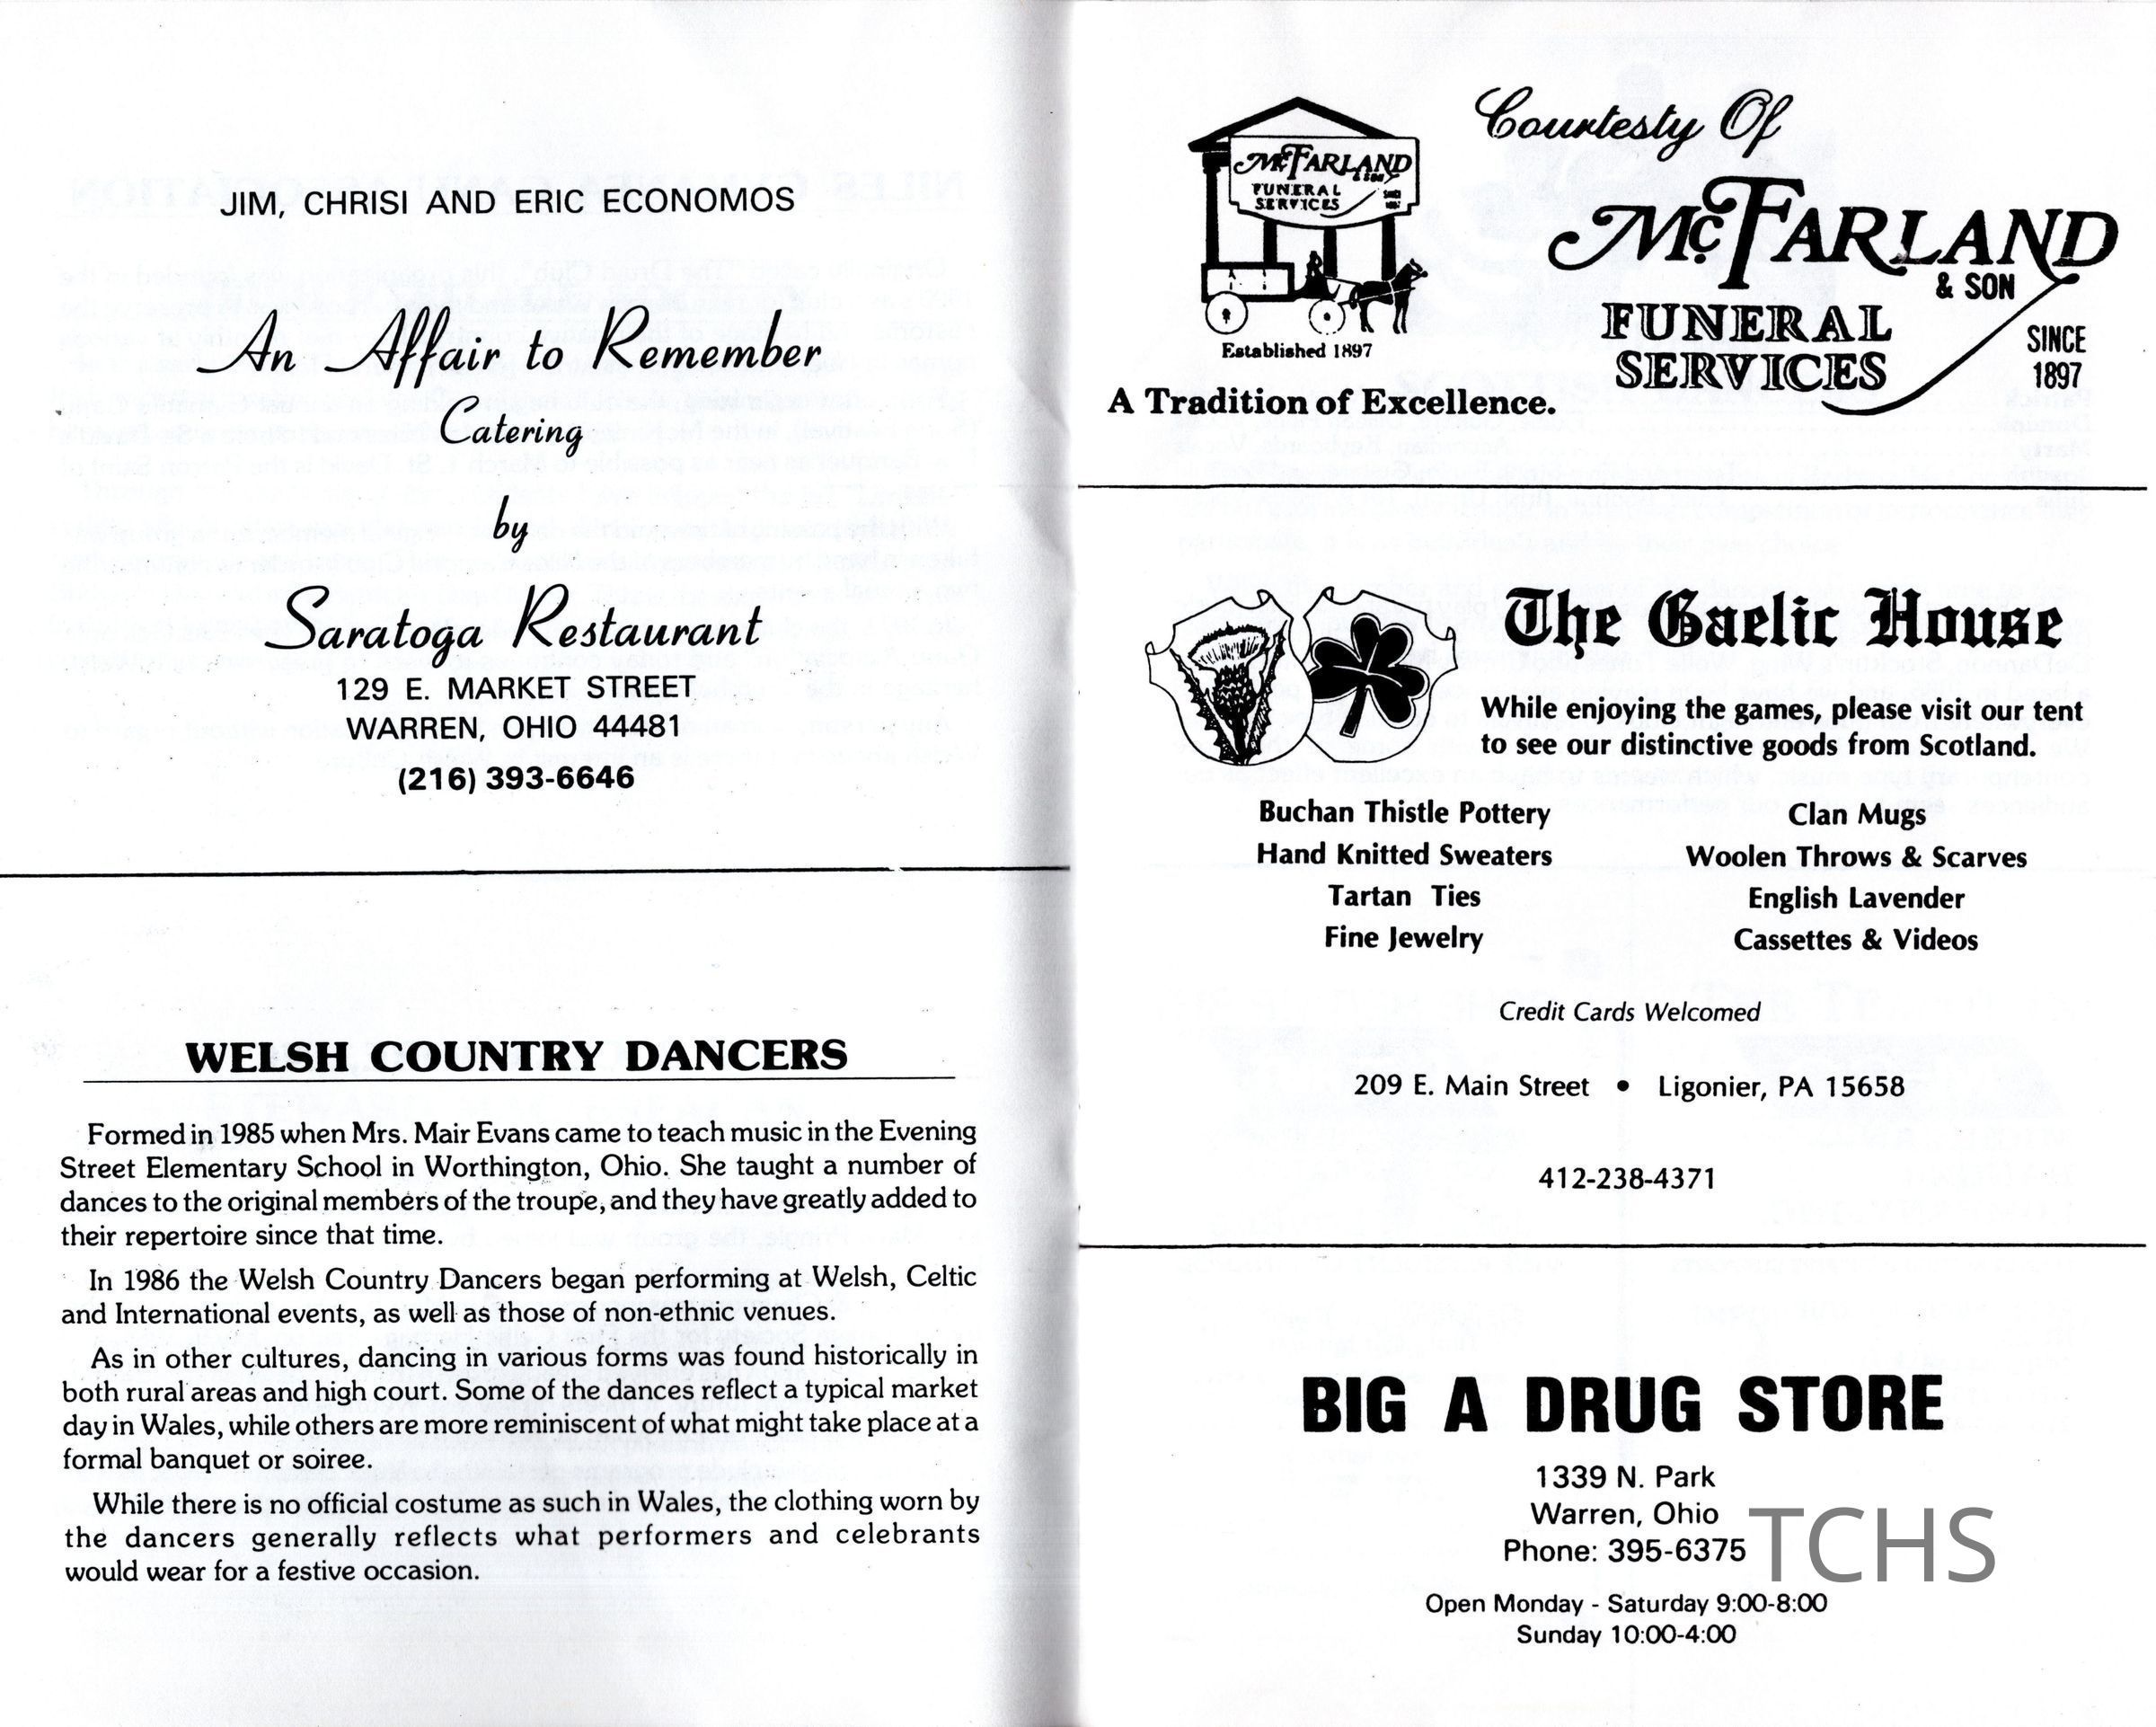 JIM, CHRISI AND ERIC ECONOMOS
An Affair to Remember
Catering
by
Saratoga Restaurant
129 E. MARKET STREET
WARREN, OHIO 44481
(216) 393-6646
WELSH COUNTRY DANCERS
Formed in 1985 when Mrs. Mair Evans came to teach music in the Evening
Street Elementary School in Worthington, Ohio. She taught a number of
dances to the original members of the troupe, and they have greatly added to
their repertoire since that time.
In 1986 the Welsh Country Dancers began performing at Welsh, Celtic
and International events, as well as those of non-ethnic venues.
As in other cultures, dancing in various forms was found historically in
both rural areas and high court. Some of the dances reflect a typical market
day in Wales, while others are more reminiscent of what might take place at a
formal banquet or soiree.
While there is no official costume as such in Wales, the clothing worn by
the dancers generally reflects what performers and celebrants
would wear for a festive occasion.
McFARLAND
& SON
FUNERAL
SERVICES
SINCE
1897
Established 1897
A Tradition of Excellence.
Courtesty Of
McFARLAND
& SON
FUNERAL
SERVICES
SINCE
1897
The Gaelic House
While enjoying the games, please visit our tent
to see our distinctive goods from Scotland.
Buchan Thistle Pottery
Hand Knitted Sweaters
Tartan Ties
Fine Jewelry
Clan Mugs
Woolen Throws & Scarves
English Lavender
Cassettes & Videos
Credit Cards Welcomed
209 E. Main Street • Ligonier, PA 15658
412-238-4371
BIG A DRUG STORE
1339 N. Park
Warren, Ohio
Phone: 395-6375
Open Monday - Saturday 9:00-8:00
Sunday 10:00-4:00
TCHS